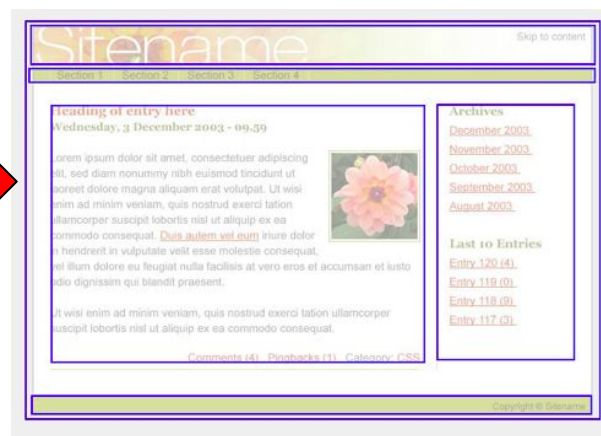 Sitename
Skip to content
Section 1 Section 2 Section 3 Section 4
Heading of entry here
Wednesday, 3 December 2003 - 09.59
Lorem ipsum dolor sit amet, consectetuer adipiscing
elit, sed diam nonummy nibh euismod tincidunt ut
laoreet dolore magna aliquam erat volutpat. Ut wisi
enim ad minim veniam, quis nostrud exerci tation
ullamcorper suscipit lobortis nisl ut aliquip ex ea
commodo consequat. Duis autem vel eum iriure dolor
in hendrerit in vulputate velit esse molestie consequat,
vel illum dolore eu feugiat nulla facilisis at vero eros et accumsan et iusto
odio dignissim qui blandit praesent.
Ut wisi enim ad minim veniam, quis nostrud exerci tation ullamcorper
suscipit lobortis nisl ut aliquip ex ea commodo consequat.
Comments (4) Pingbacks (1) Category: CSS
Archives
December 2003
November 2003
October 2003
September 2003
August 2003
Last 10 Entries
Entry 120 (4)
Entry 119 (0)
Entry 118 (9)
Entry 117 (3)
Copyright © Sitename